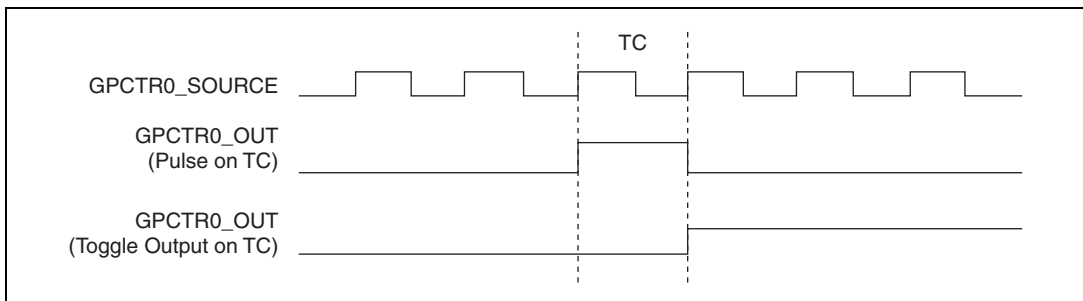 TC
GPCTR0_SOURCE
GPCTR0_OUT
(Pulse on TC)
GPCTR0_OUT
(Toggle Output on TC)